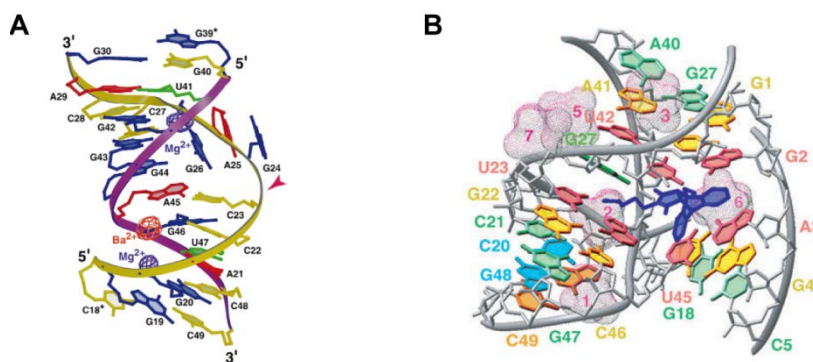 A
3'
G39*
G30
5'
G40
U41
A29
C28
C27
G42
Mg2+
G43
G26
A25
G24
G44
A45
C23
Ba2+
G46
C22
5'
U47
Mg2+
A21
C18*
G20
C48
G19
C49
3'
B
A40
A41
G27
G1
5
U42
3
7
G27
G2
U23
G22
2
6
C21
C20
G48
U45
G4
1
G18
C49
G47
C46
C5